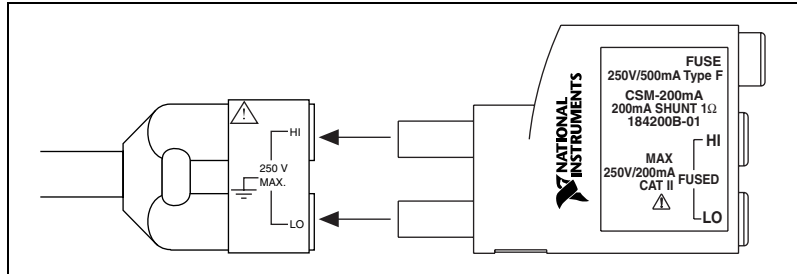 HI
250 V
MAX.
LO
NATIONAL
INSTRUMENTS
FUSE
250V/500mA Type F
CSM-200mA
200mA SHUNT 1Ω
184200B-01
HI
MAX
250V/200mA FUSED
CAT II
LO